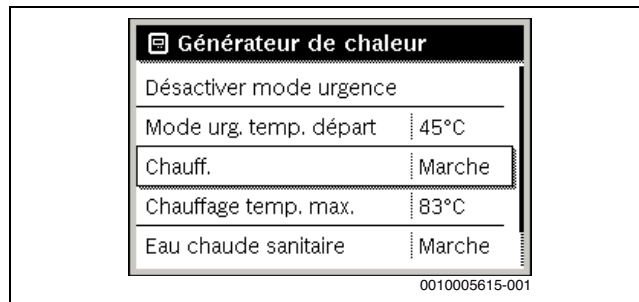 Générateur de chaleur
Désactiver mode urgence
Mode urg. temp. départ 45°C
Chauff. Marche
Chauffage temp. max. 83°C
Eau chaude sanitaire Marche
0010005615-001